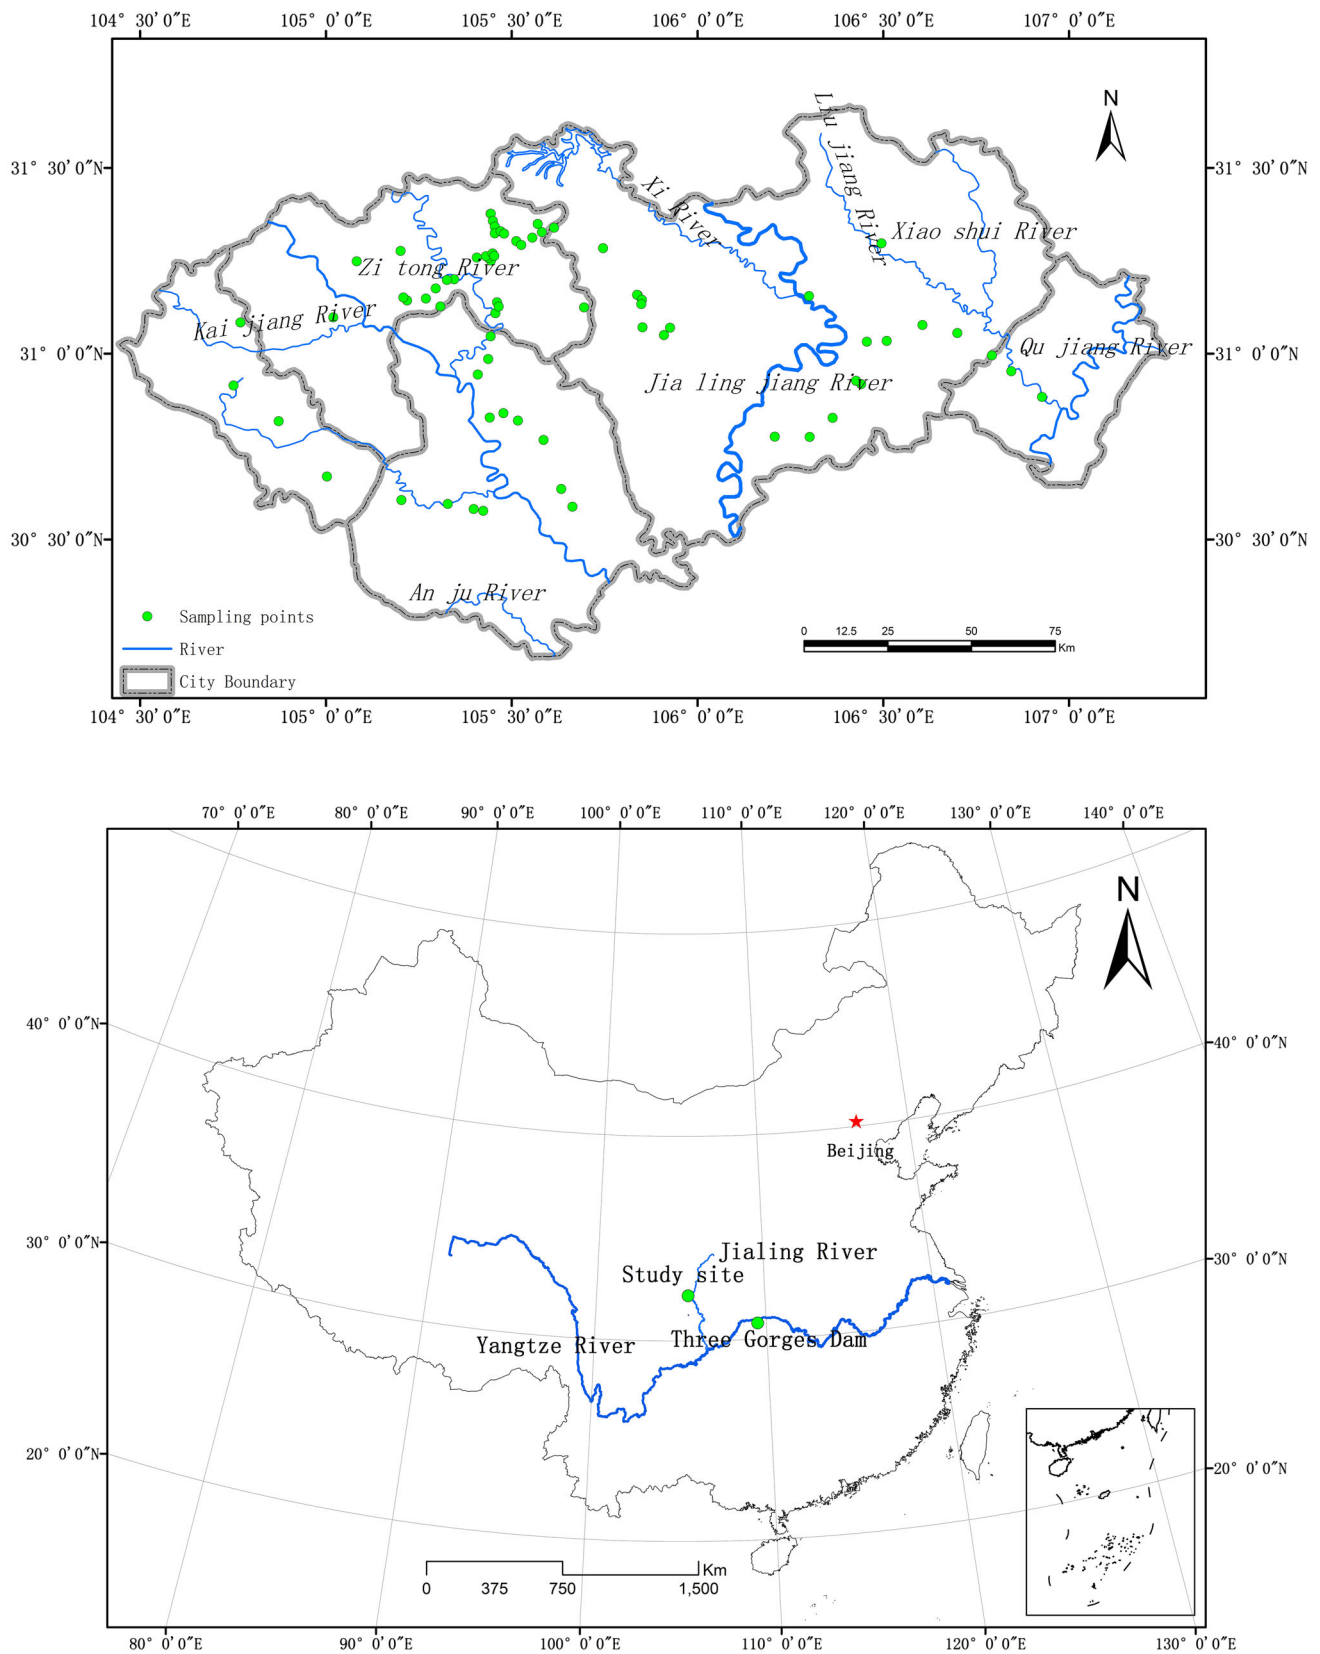 104° 30′ 0″E 105° 0′ 0″E 105° 30′ 0″E 106° 0′ 0″E 106° 30′ 0″E 107° 0′ 0″E
N
Liu jiang River
31° 30′ 0″N 31° 30′ 0″N
Xi River
Xiao shui River
Zi tong River
Kai jiang River
31° 0′ 0″N 31° 0′ 0″N
Qu jiang River
Jia ling jiang River
30° 30′ 0″N 30° 30′ 0″N
An ju River
Sampling points
River
City Boundary
0 12.5 25 50 75
Km
104° 30′ 0″E 105° 0′ 0″E 105° 30′ 0″E 106° 0′ 0″E 106° 30′ 0″E 107° 0′ 0″E
70° 0′ 0″E 80° 0′ 0″E 90° 0′ 0″E 100° 0′ 0″E 110° 0′ 0″E 120° 0′ 0″E 130° 0′ 0″E 140° 0′ 0″E
N
40° 0′ 0″N 40° 0′ 0″N
Beijing
30° 0′ 0″N 30° 0′ 0″N
Jialing River
Study site
Yangtze River
Three Gorges Dam
20° 0′ 0″N 20° 0′ 0″N
Km
0 375 750 1,500
80° 0′ 0″E 90° 0′ 0″E 100° 0′ 0″E 110° 0′ 0″E 120° 0′ 0″E 130° 0′ 0″E